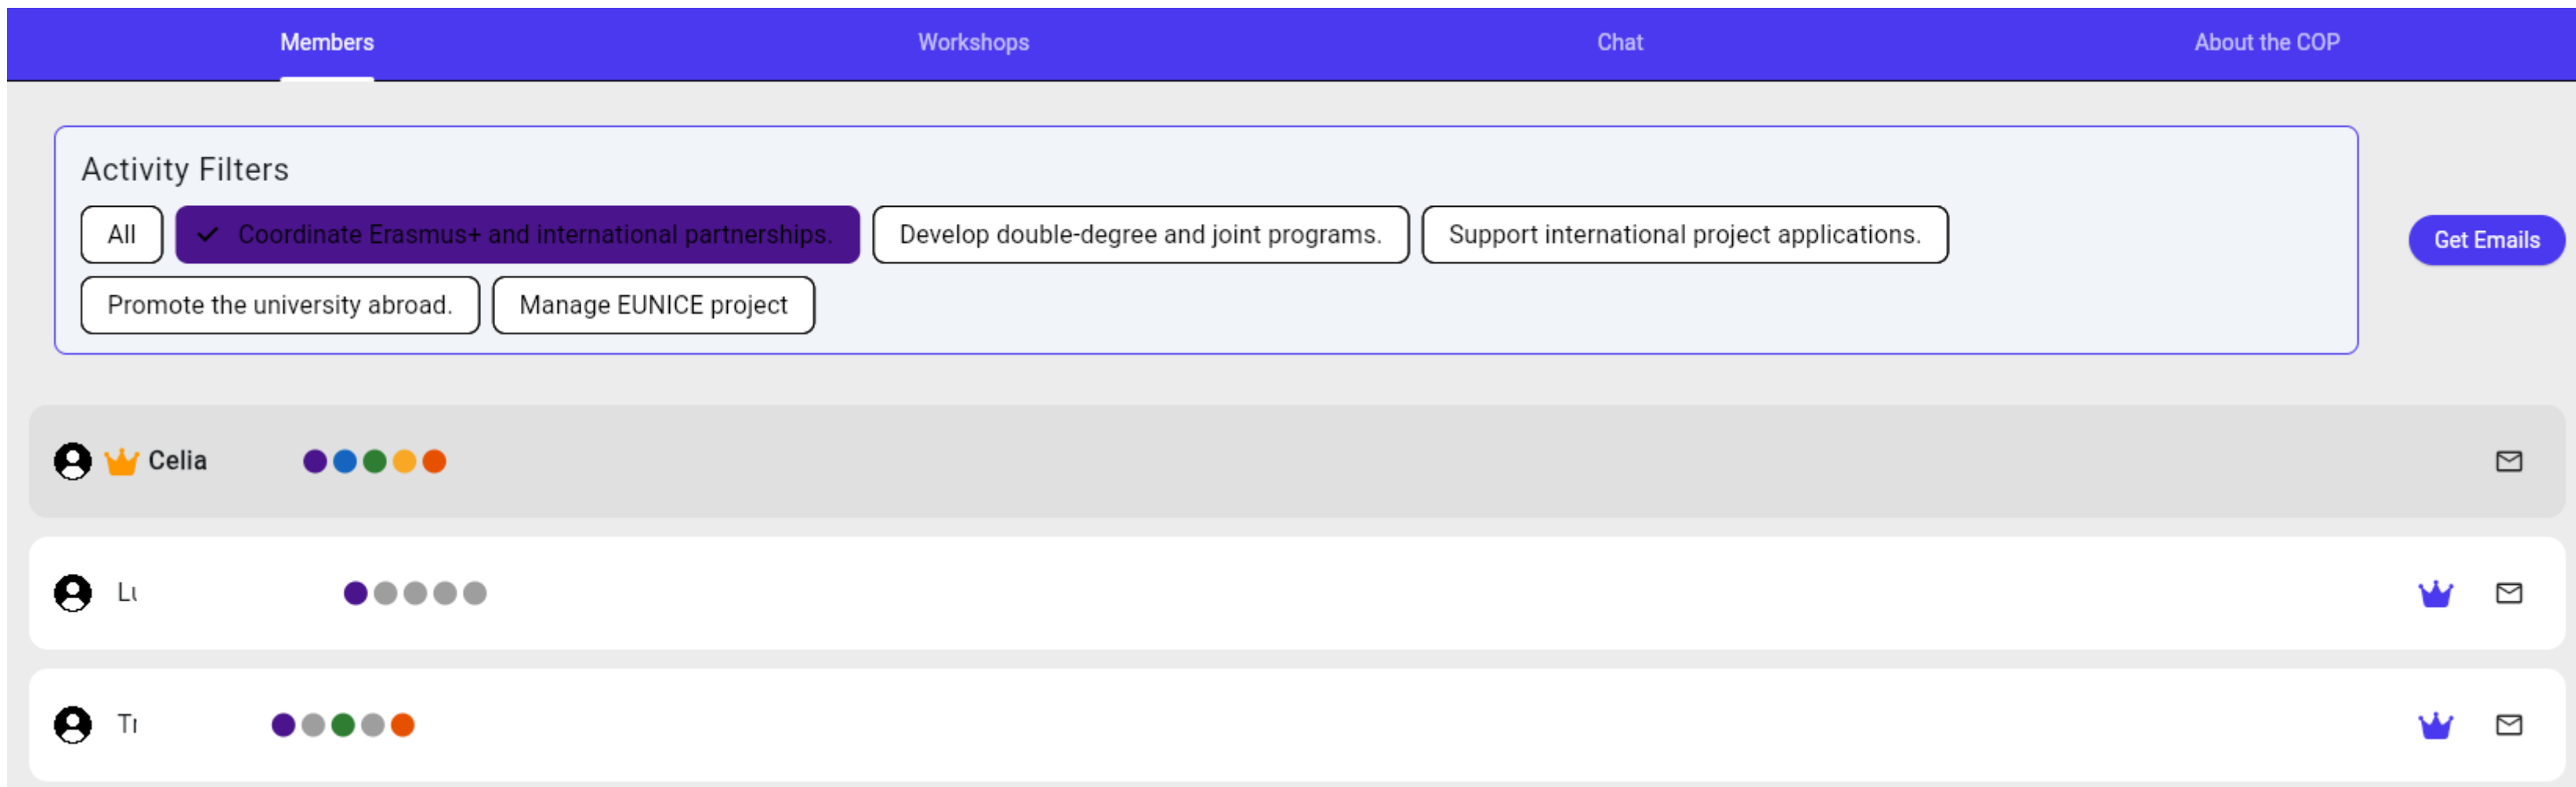 Members Workshops Chat About the COP
Activity Filters
All Coordinate Erasmus+ and international partnerships. Develop double-degree and joint programs. Support international project applications.
Get Emails
Promote the university abroad. Manage EUNICE project
Celia